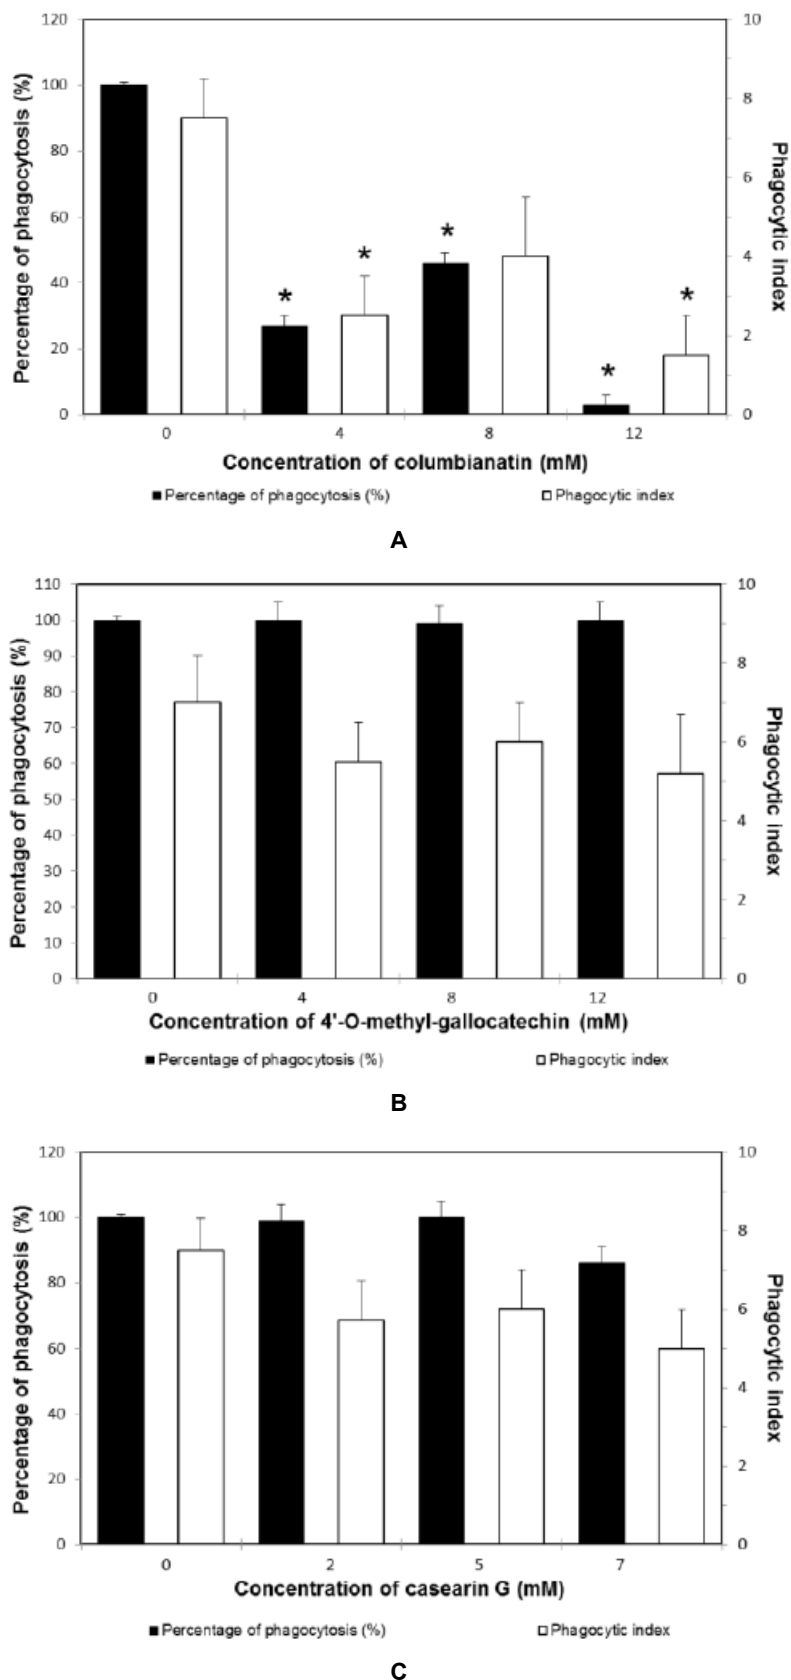 120
100
80
60
40
20
0
Percentage of phagocytosis (%)
10
8
6
4
2
0
Phagocytic index
*
*
*
*
*
0 4 8 12
Concentration of columbianatin (mM)
■ Percentage of phagocytosis (%) □ Phagocytic index
A
110
100
90
80
70
60
50
40
30
20
10
0
Percentage of phagocytosis (%)
10
8
6
4
2
0
Phagocytic index
0 4 8 12
Concentration of 4'-O-methyl-gallocatechin (mM)
■ Percentage of phagocytosis (%) □ Phagocytic index
B
120
100
80
60
40
20
0
Percentage of phagocytosis (%)
10
8
6
4
2
0
Phagocytic index
0 2 5 7
Concentration of casearin G (mM)
■ Percentage of phagocytosis (%) □ Phagocytic index
C